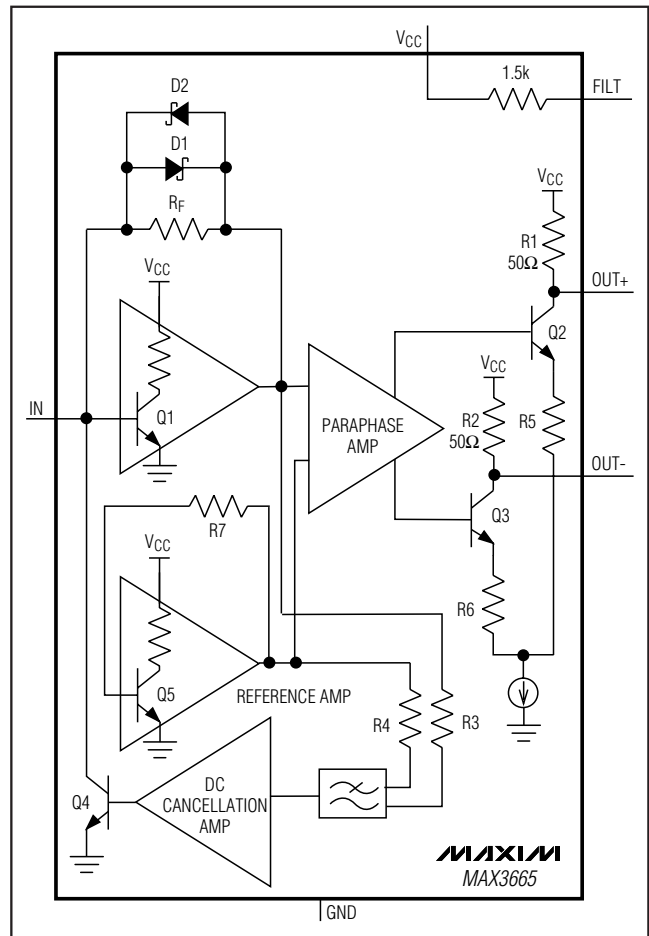 VCC
1.5k
FILT
D2
D1
RF
VCC
VCC
R1
50Ω
OUT+
Q2
IN
Q1
PARAPHASE
AMP
VCC
R2
50Ω
R5
OUT-
R7
Q3
VCC
R6
Q5
REFERENCE AMP
R4
R3
DC
CANCELLATION
AMP
Q4
MAXIM
MAX3665
GND